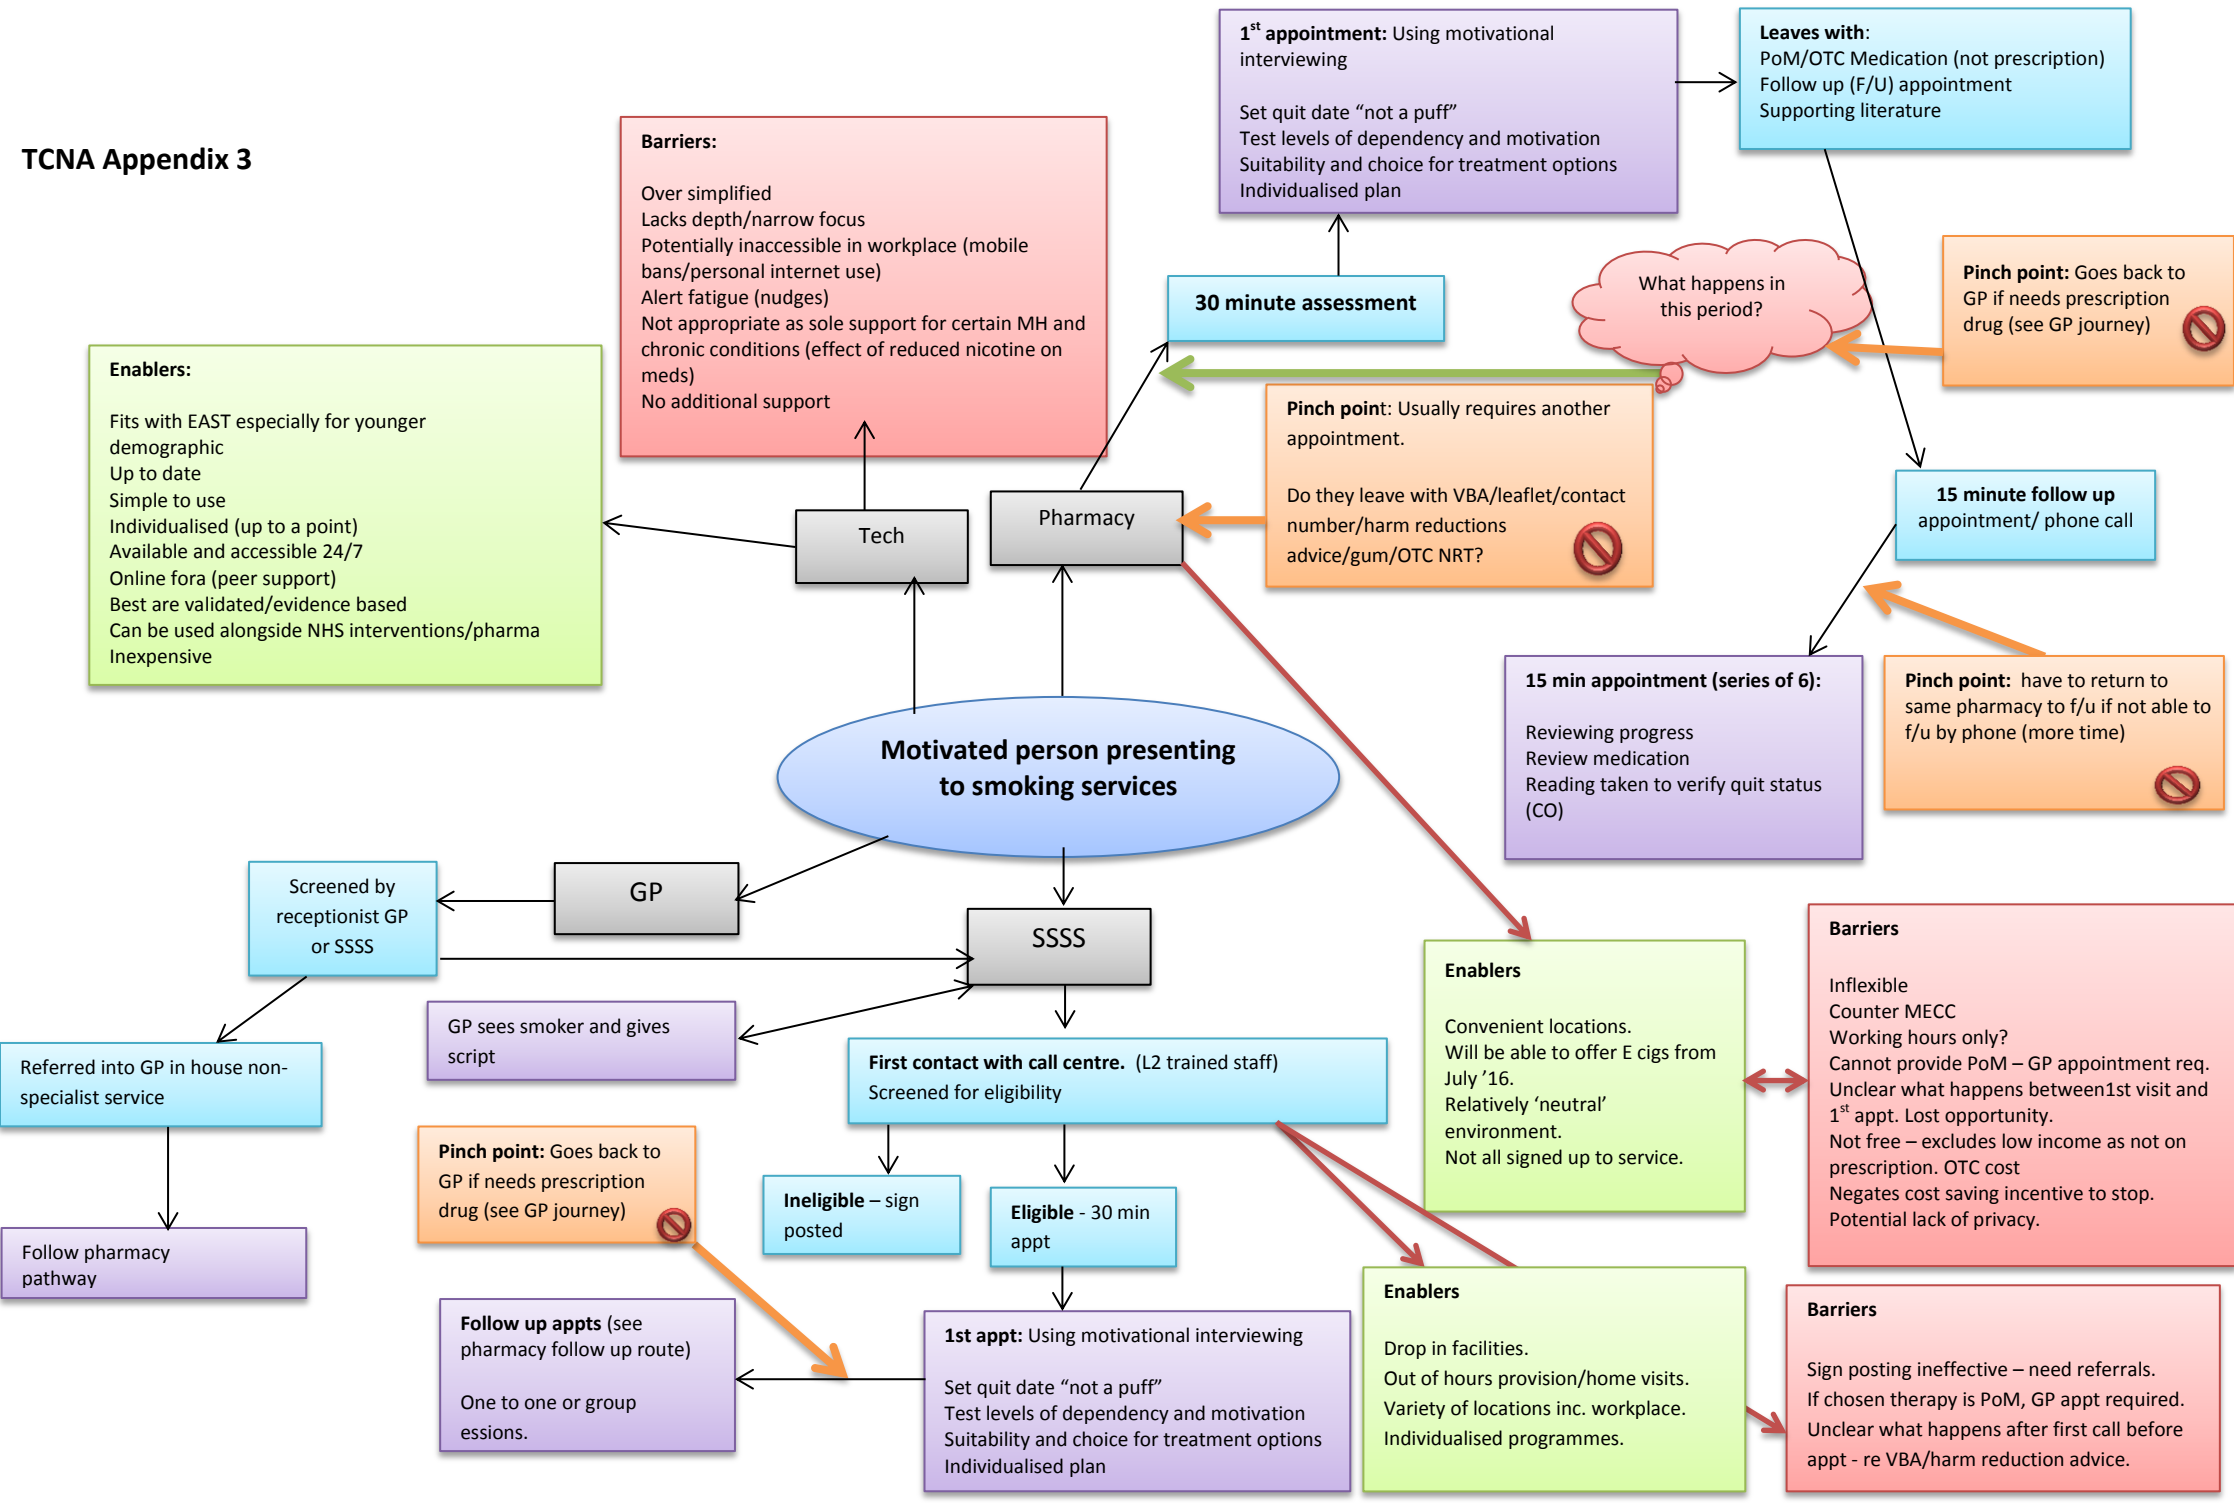 TCNA Appendix 3
1st appointment: Using motivational
interviewing
Set quit date “not a puff”
Test levels of dependency and motivation
Suitability and choice for treatment options
Individualised plan
Leaves with:
PoM/OTC Medication (not prescription)
Follow up (F/U) appointment
Supporting literature
Barriers:
Over simplified
Lacks depth/narrow focus
Potentially inaccessible in workplace (mobile
bans/personal internet use)
Alert fatigue (nudges)
Not appropriate as sole support for certain MH and
chronic conditions (effect of reduced nicotine on
meds)
No additional support
30 minute assessment
What happens in
this period?
Pinch point: Goes back to
GP if needs prescription
drug (see GP journey)
Enablers:
Fits with EAST especially for younger
demographic
Up to date
Simple to use
Individualised (up to a point)
Available and accessible 24/7
Online fora (peer support)
Best are validated/evidence based
Can be used alongside NHS interventions/pharma
Inexpensive
Tech
Pharmacy
Pinch point: Usually requires another
appointment.
Do they leave with VBA/leaflet/contact
number/harm reductions
advice/gum/OTC NRT?
15 minute follow up
appointment/ phone call
15 min appointment (series of 6):
Reviewing progress
Review medication
Reading taken to verify quit status
(CO)
Pinch point:  have to return to
same pharmacy to f/u if not able to
f/u by phone (more time)
Motivated person presenting
to smoking services
Screened by
receptionist GP
or SSSS
GP
SSSS
GP sees smoker and gives
script
Referred into GP in house non-
specialist service
Follow pharmacy
pathway
First contact with call centre.  (L2 trained staff)
Screened for eligibility
Pinch point: Goes back to
GP if needs prescription
drug (see GP journey)
Ineligible – sign
posted
Eligible - 30 min
appt
Follow up appts (see
pharmacy follow up route)
One to one or group
essions.
1st appt: Using motivational interviewing
Set quit date “not a puff”
Test levels of dependency and motivation
Suitability and choice for treatment options
Individualised plan
Enablers
Convenient locations.
Will be able to offer E cigs from
July ’16.
Relatively ‘neutral’
environment.
Not all signed up to service.
Barriers
Inflexible
Counter MECC
Working hours only?
Cannot provide PoM – GP appointment req.
Unclear what happens between1st visit and
1st appt. Lost opportunity.
Not free – excludes low income as not on
prescription. OTC cost
Negates cost saving incentive to stop.
Potential lack of privacy.
Enablers
Drop in facilities.
Out of hours provision/home visits.
Variety of locations inc. workplace.
Individualised programmes.
Barriers
Sign posting ineffective – need referrals.
If chosen therapy is PoM, GP appt required.
Unclear what happens after first call before
appt - re VBA/harm reduction advice.